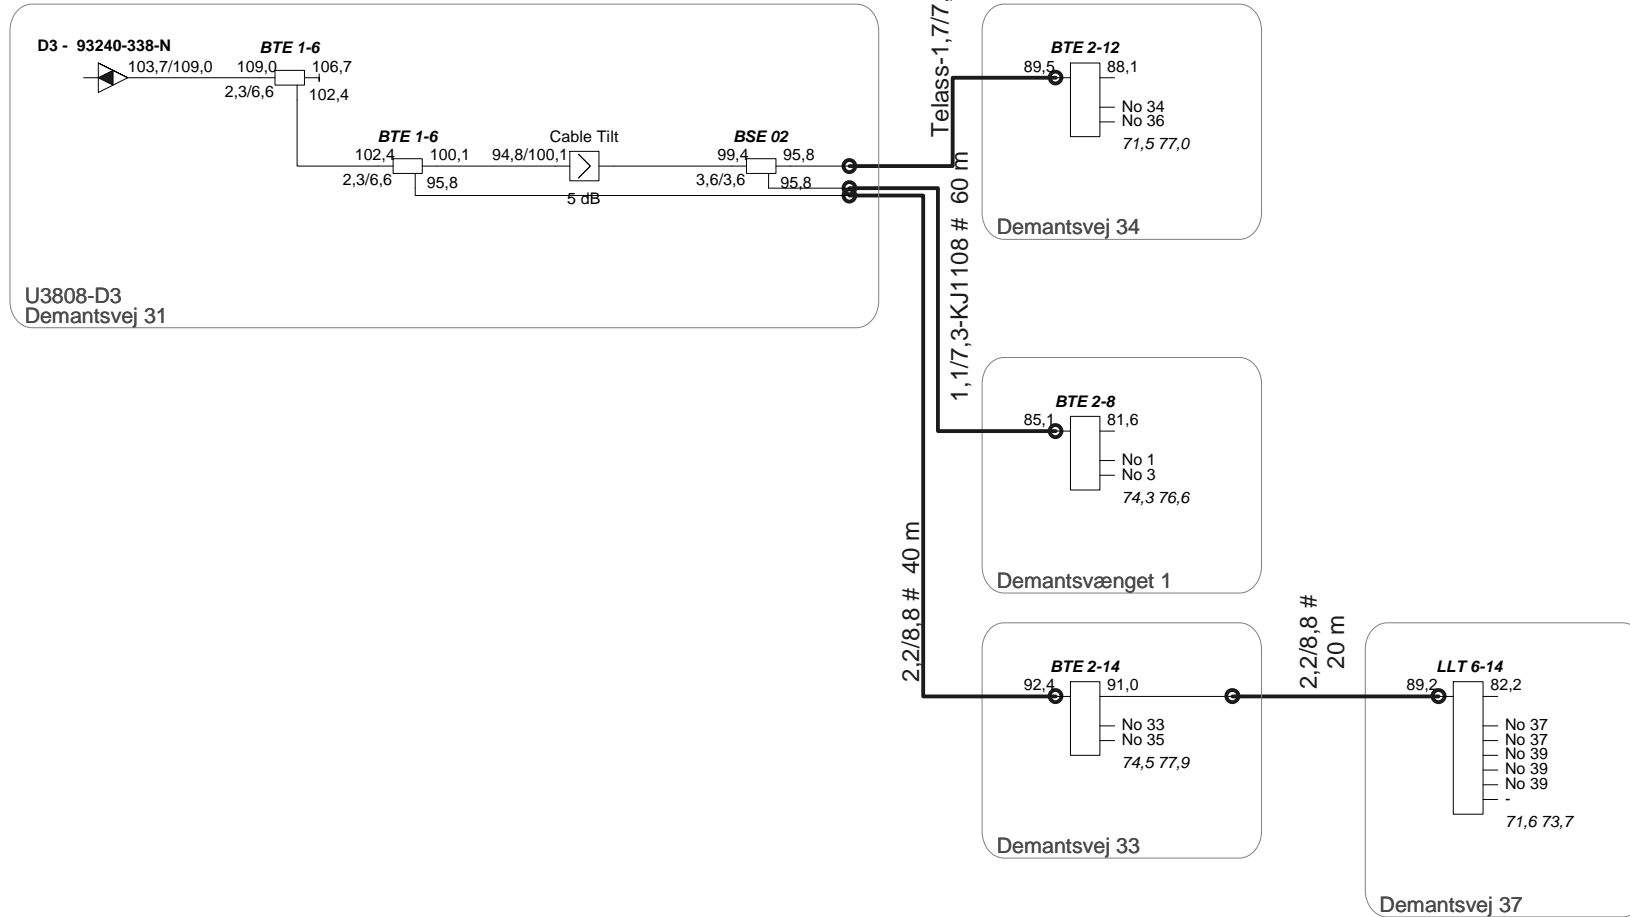 D3 - 93240-338-N
103,7/109,0
BTE 1-6
109,0 106,7
2,3/6,6 102,4
BTE 1-6
102,4 100,1
2,3/6,6 95,8
Cable Tilt
94,8/100,1
5 dB
BSE 02
99,4 95,8
3,6/3,6 95,8
U3808-D3
Demantsvej 31
Telass-1,7/7,
BTE 2-12
89,5 88,1
No 34
No 36
71,5 77,0
Demantsvej 34
1,1/7,3-KJ1108 # 60 m
BTE 2-8
85,1 81,6
No 1
No 3
74,3 76,6
Demantsvænget 1
2,2/8,8 # 40 m
BTE 2-14
92,4 91,0
No 33
No 35
74,5 77,9
Demantsvej 33
2,2/8,8 #
20 m
LLT 6-14
89,2 82,2
No 37
No 37
No 39
No 39
No 39
-
71,6 73,7
Demantsvej 37